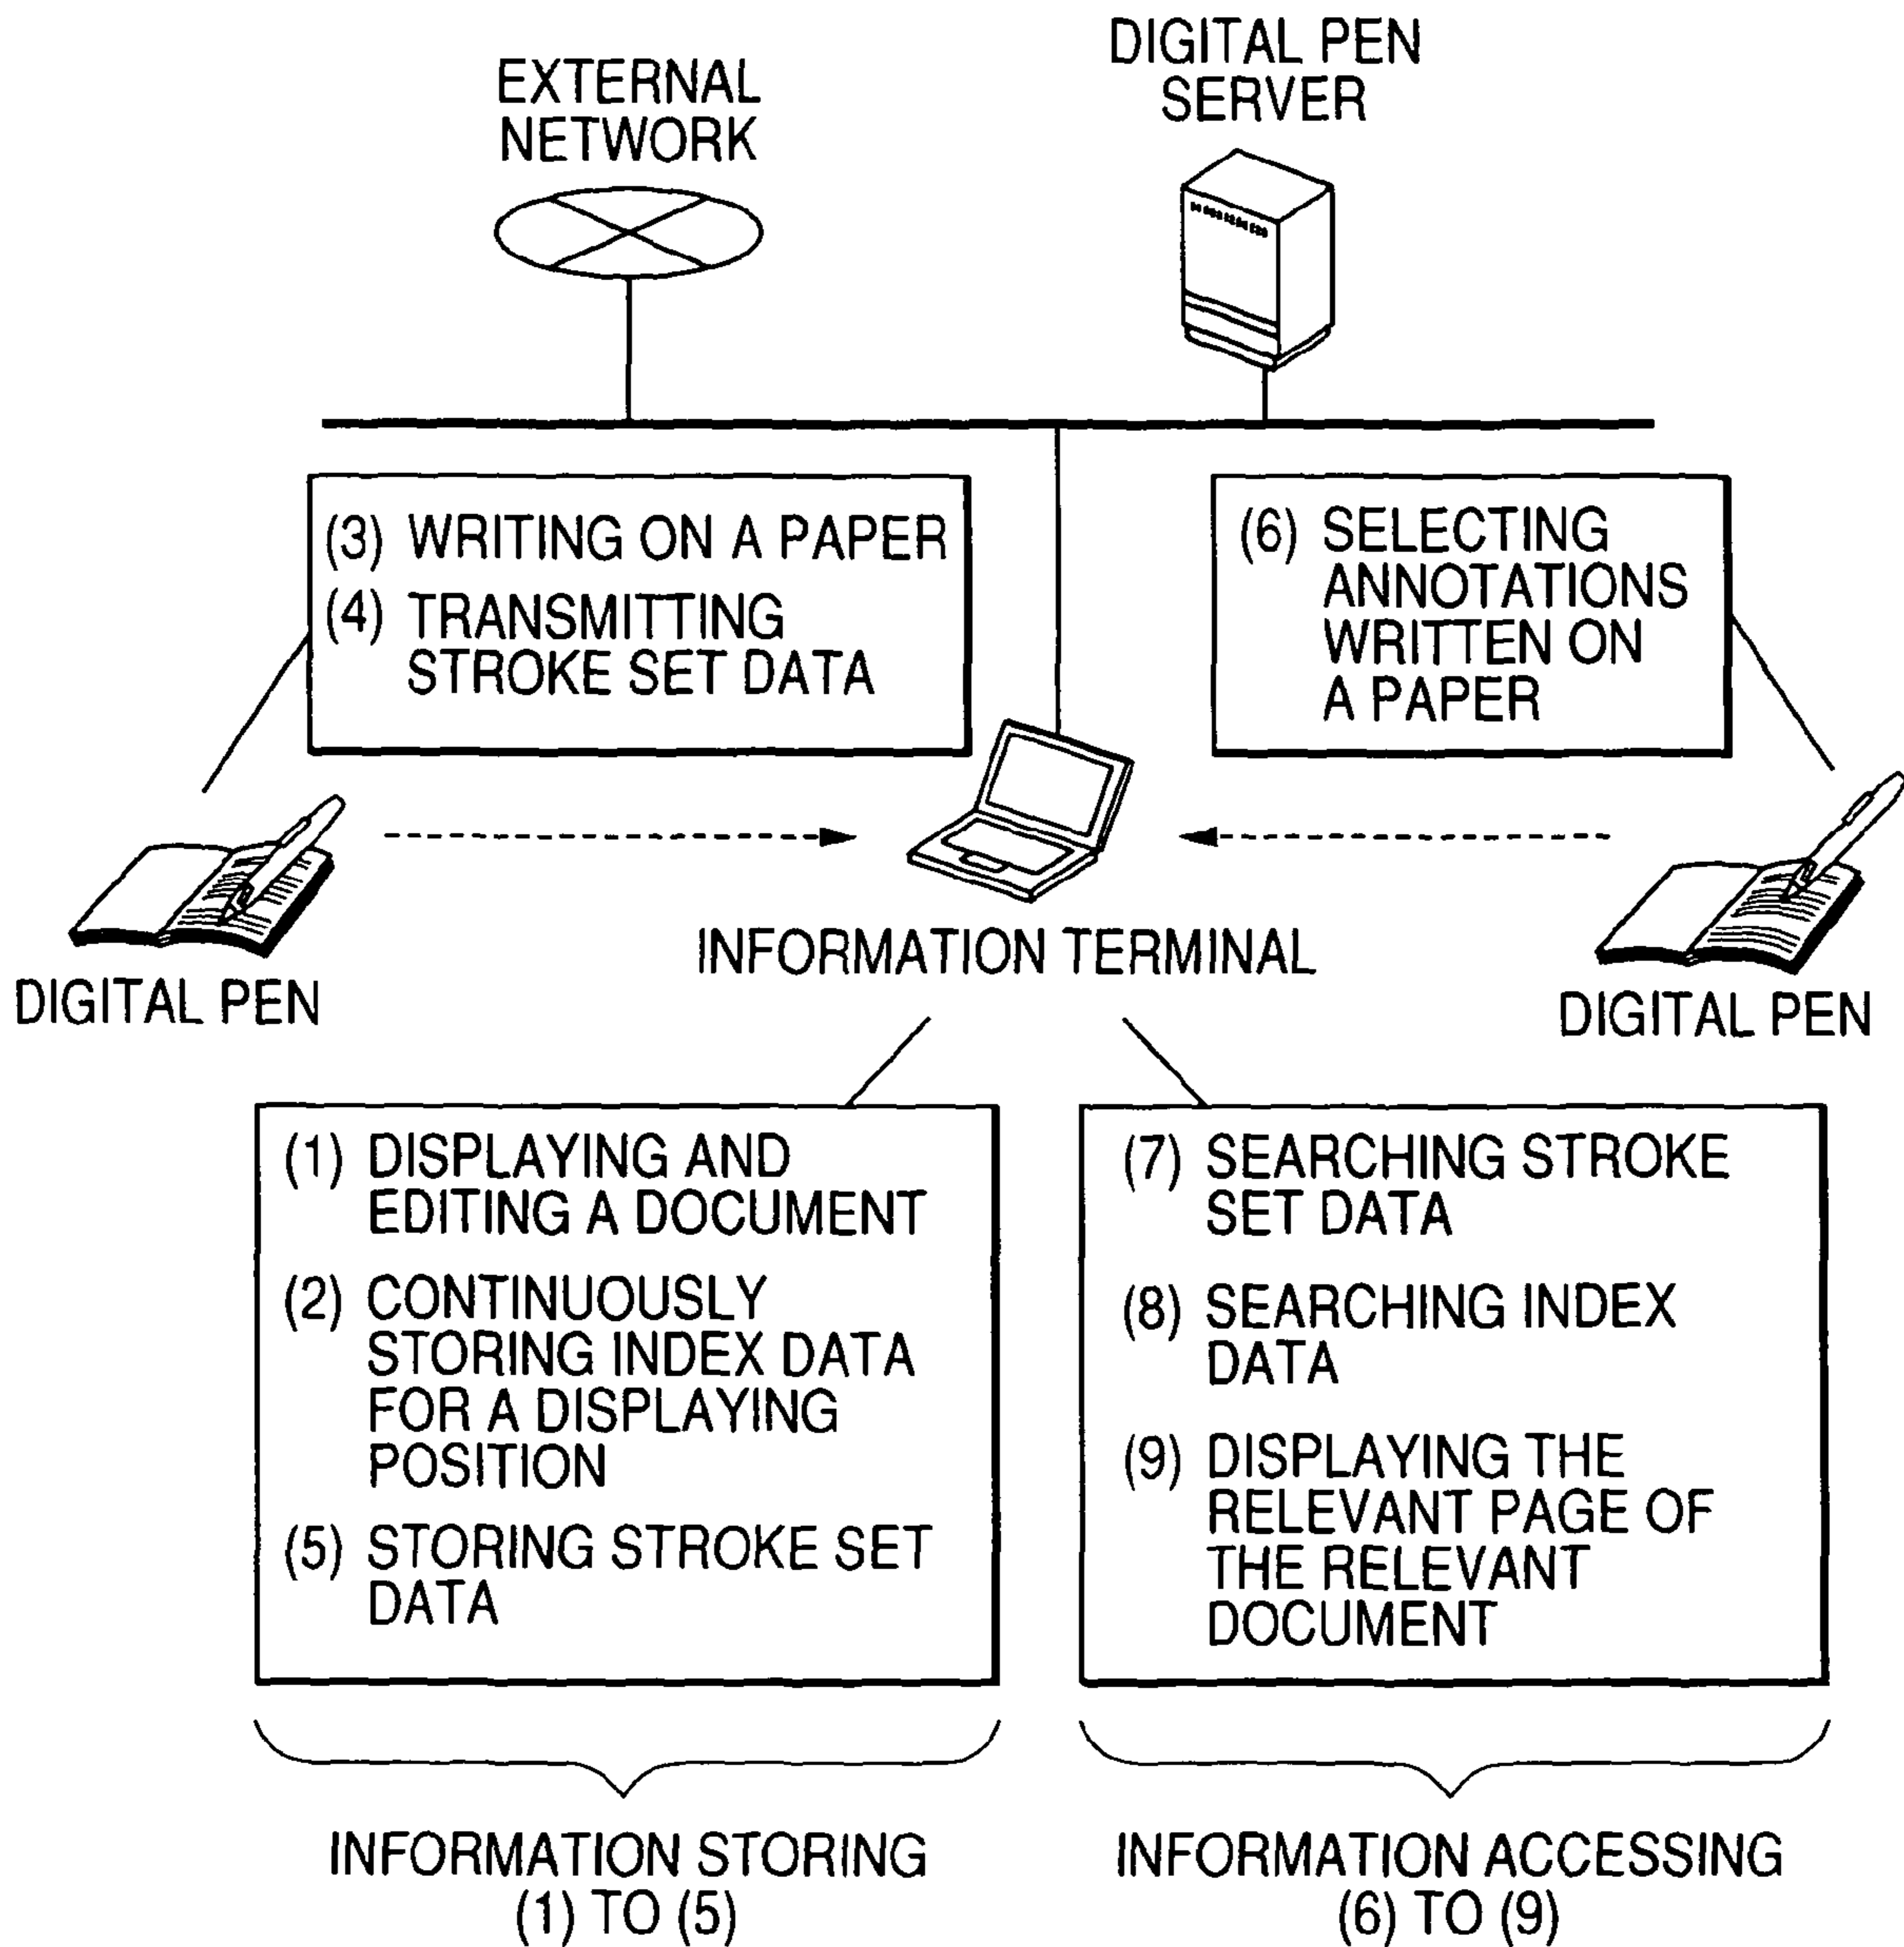 EXTERNAL
NETWORK
DIGITAL PEN
SERVER
(3) WRITING ON A PAPER
(4) TRANSMITTING
STROKE SET DATA
(6) SELECTING
ANNOTATIONS
WRITTEN ON
A PAPER
DIGITAL PEN
INFORMATION TERMINAL
DIGITAL PEN
(1) DISPLAYING AND
EDITING A DOCUMENT
(2) CONTINUOUSLY
STORING INDEX DATA
FOR A DISPLAYING
POSITION
(5) STORING STROKE SET
DATA
(7) SEARCHING STROKE
SET DATA
(8) SEARCHING INDEX
DATA
(9) DISPLAYING THE
RELEVANT PAGE OF
THE RELEVANT
DOCUMENT
INFORMATION STORING
(1) TO (5)
INFORMATION ACCESSING
(6) TO (9)